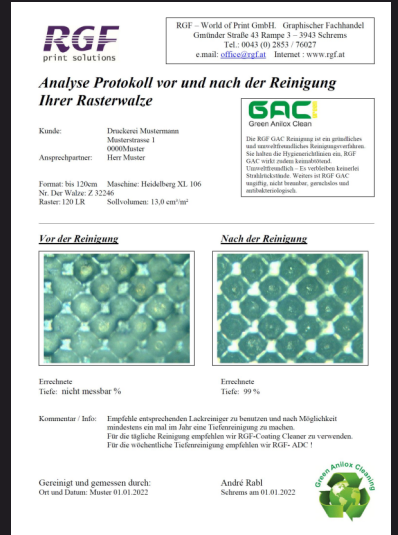 RGF
print solutions
RGF – World of Print GmbH. Graphischer Fachhandel
Gmünder Straße 43 Rampe 3 – 3943 Schrems
Tel.: 0043 (0) 2853 / 76027
e.mail: office@rgf.at Internet : www.rgf.at
Analyse Protokoll vor und nach der Reinigung
Ihrer Rasterwalze
GAC!
Green Anilox Clean
Die RGF GAC Reinigung ist ein gründliches
und umweltfreundliches Reinigungsverfahren.
Sie halten die Hygienerichtlinien ein, RGF
GAC wirkt zudem keimabtötend.
Umweltfreundlich – Es verbleiben keinerlei
Strahlrückstände. Weiters ist RGF GAC
ungiftig, nicht brennbar, geruchslos und
antibakteriologisch.
Kunde: Druckerei Mustermann
Musterstrasse 1
0000Muster
Ansprechpartner: Herr Muster
Format: bis 120cm Maschine: Heidelberg XL 106
Nr. Der Walze: Z 32246
Raster: 120 LR Sollvolumen: 13,0 cm³/m²
Vor der Reinigung
Nach der Reinigung
Errechnete
Tiefe: nicht messbar %
Errechnete
Tiefe: 99 %
Kommentar / Info: Empfehle entsprechenden Lackreiniger zu benutzen und nach Möglichkeit
mindestens ein mal im Jahr eine Tiefenreinigung zu machen.
Für die tägliche Reinigung empfehlen wir RGF-Coating Cleaner zu verwenden.
Für die wöchentliche Tiefenreinigung empfehlen wir RGF- ADC !
Gereinigt und gemessen durch: André Rabl
Ort und Datum: Muster 01.01.2022 Schrems am 01.01.2022
Green Anilox Cleaning